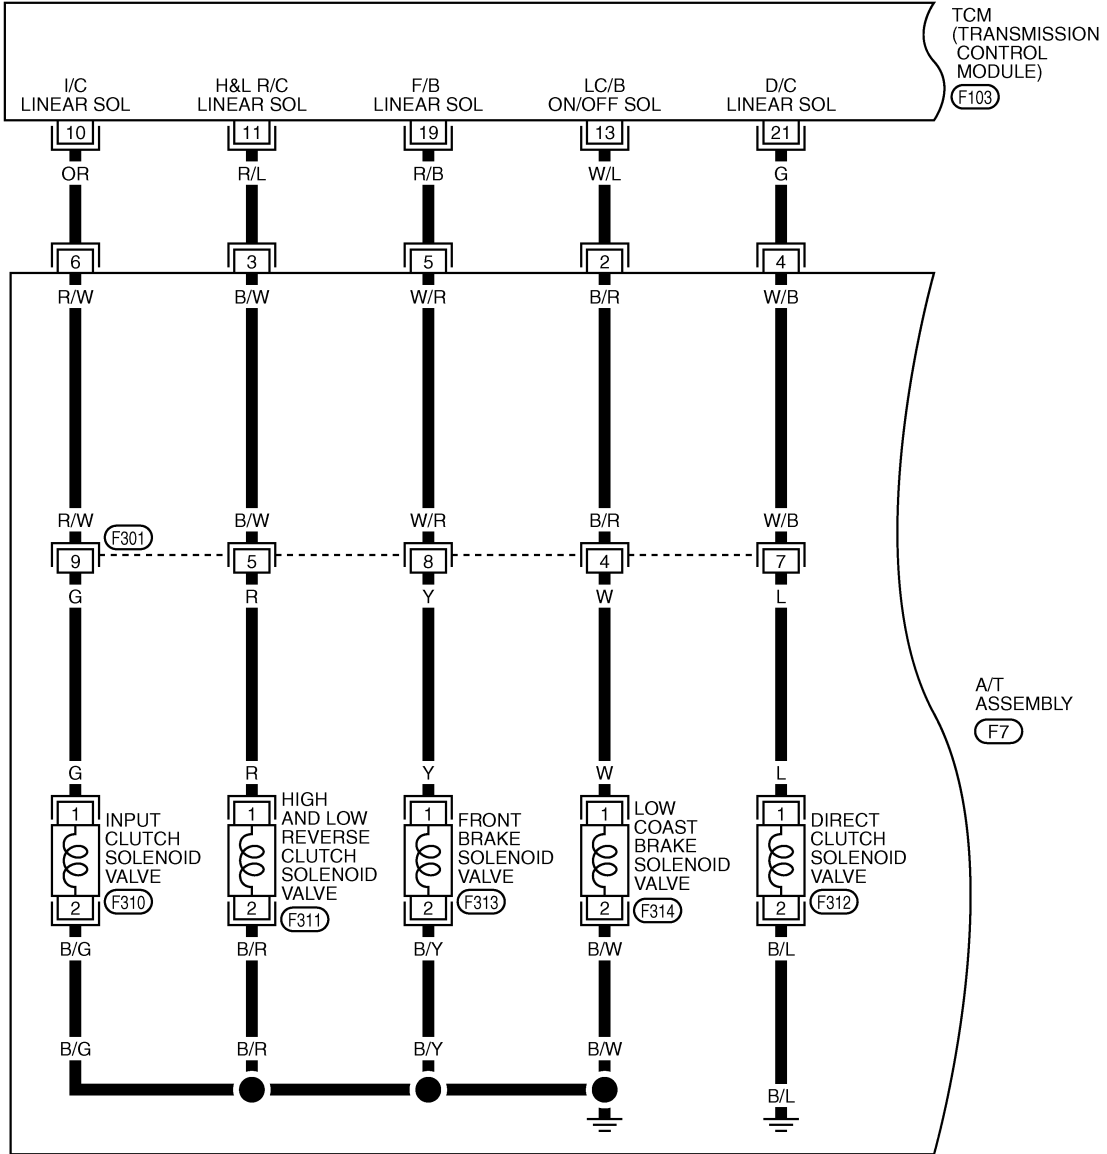 TCM
(TRANSMISSION
CONTROL
MODULE)
F103
I/C
LINEAR SOL
H&L R/C
LINEAR SOL
F/B
LINEAR SOL
LC/B
ON/OFF SOL
D/C
LINEAR SOL
10 11 19 13 21
OR R/L R/B W/L G
6 3 5 2 4
R/W B/W W/R B/R W/B
R/W B/W W/R B/R W/B
F301
9 5 8 4 7
G R Y W L
A/T
ASSEMBLY
F7
G R Y W L
1 1 1 1 1
INPUT
CLUTCH
SOLENOID
VALVE
F310
HIGH
AND LOW
REVERSE
CLUTCH
SOLENOID
VALVE
F311
FRONT
BRAKE
SOLENOID
VALVE
F313
LOW
COAST
BRAKE
SOLENOID
VALVE
F314
DIRECT
CLUTCH
SOLENOID
VALVE
F312
2 2 2 2 2
B/G B/R B/Y B/W B/L
B/G B/R B/Y B/W
B/L